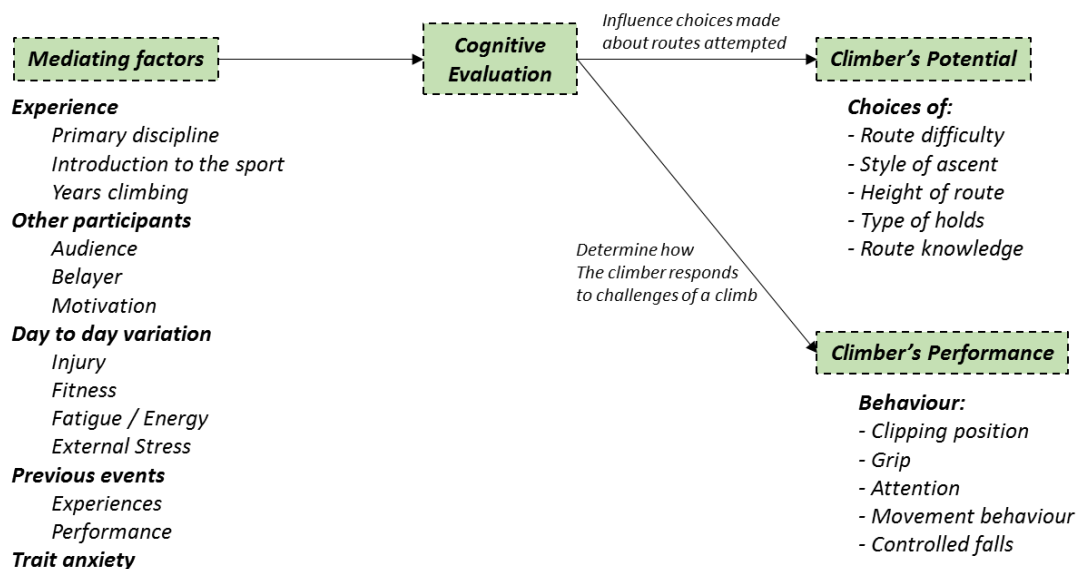 Mediating factors
Experience
Primary discipline
Introduction to the sport
Years climbing
Other participants
Audience
Belayer
Motivation
Day to day variation
Injury
Fitness
Fatigue / Energy
External Stress
Previous events
Experiences
Performance
Trait anxiety
Cognitive
Evaluation
Influence choices made
about routes attempted
Determine how
The climber responds
to challenges of a climb
Climber’s Potential
Choices of:
- Route difficulty
- Style of ascent
- Height of route
- Type of holds
- Route knowledge
Climber’s Performance
Behaviour:
- Clipping position
- Grip
- Attention
- Movement behaviour
- Controlled falls